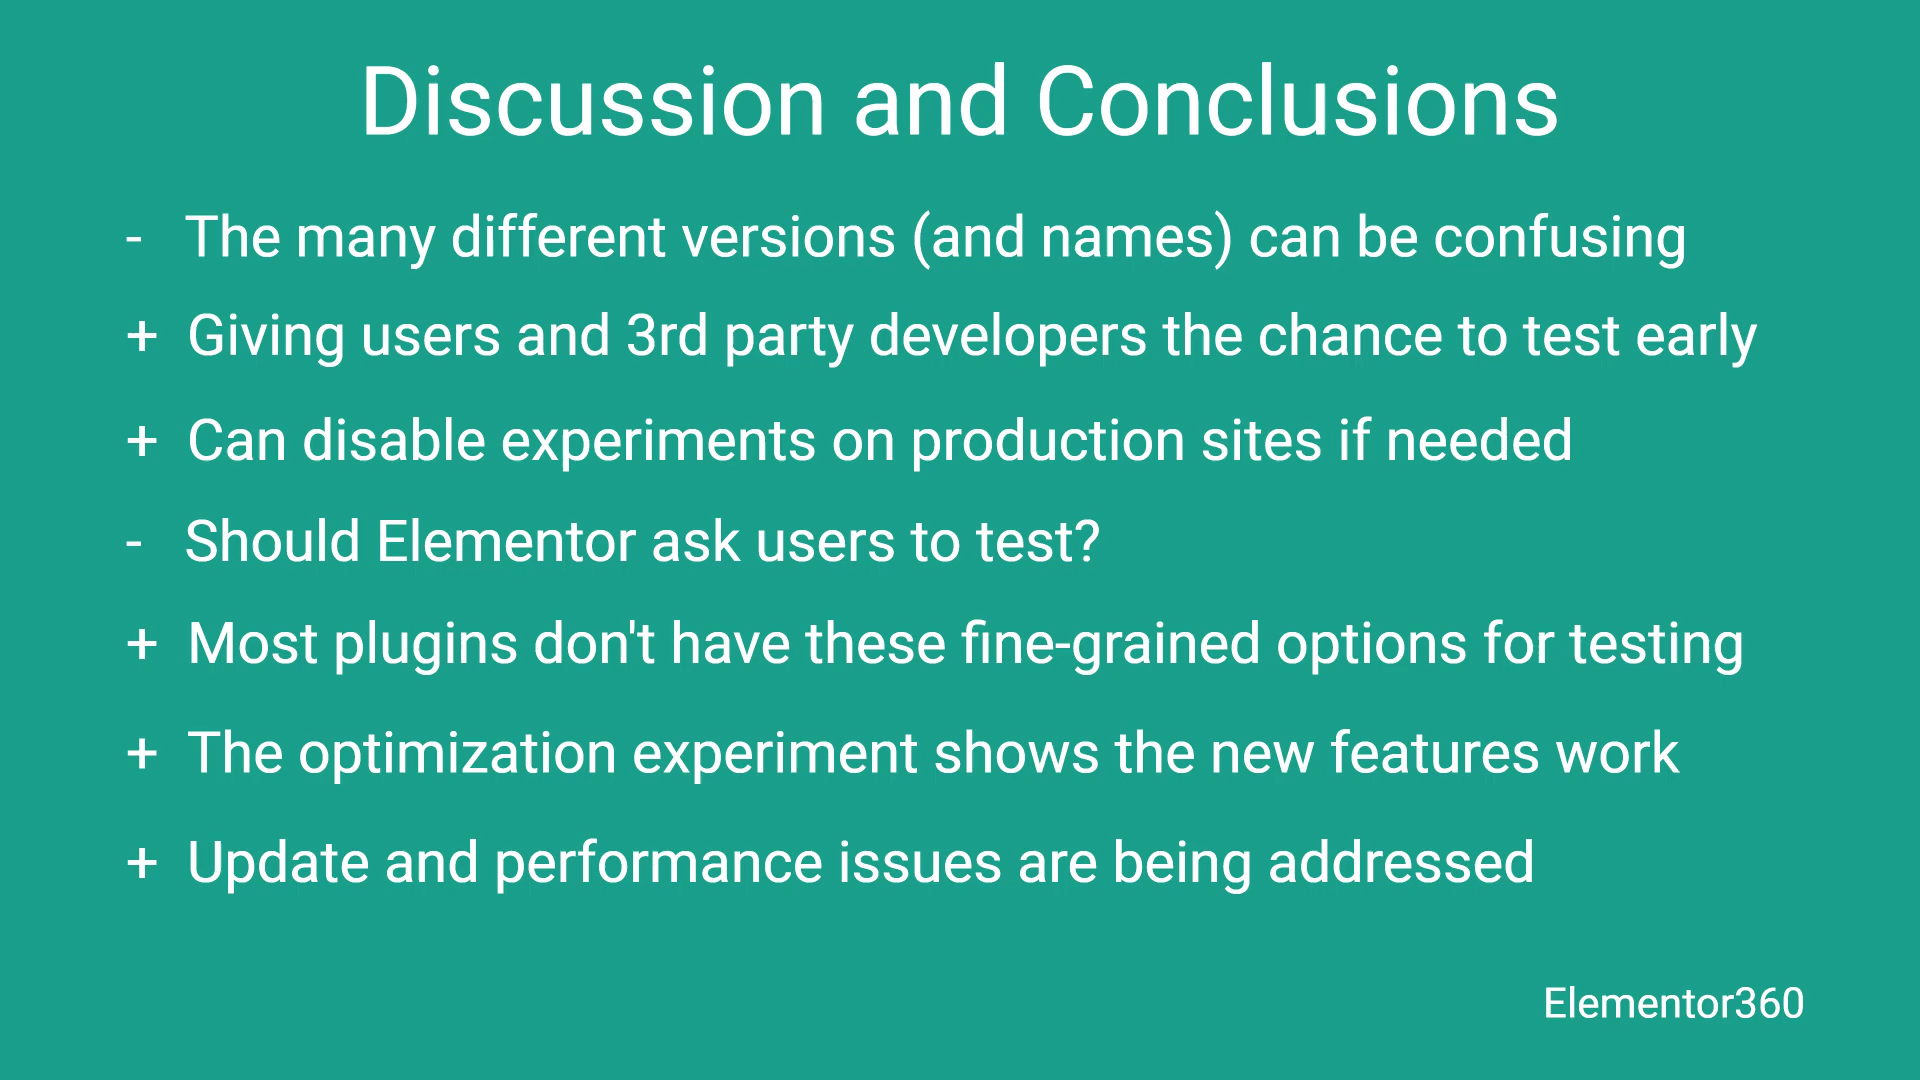 Discussion and Conclusions
- The many different versions (and names) can be confusing
+ Giving users and 3rd party developers the chance to test early
+ Can disable experiments on production sites if needed
- Should Elementor ask users to test?
+ Most plugins don't have these fine-grained options for testing
+ The optimization experiment shows the new features work
+ Update and performance issues are being addressed
Elementor360